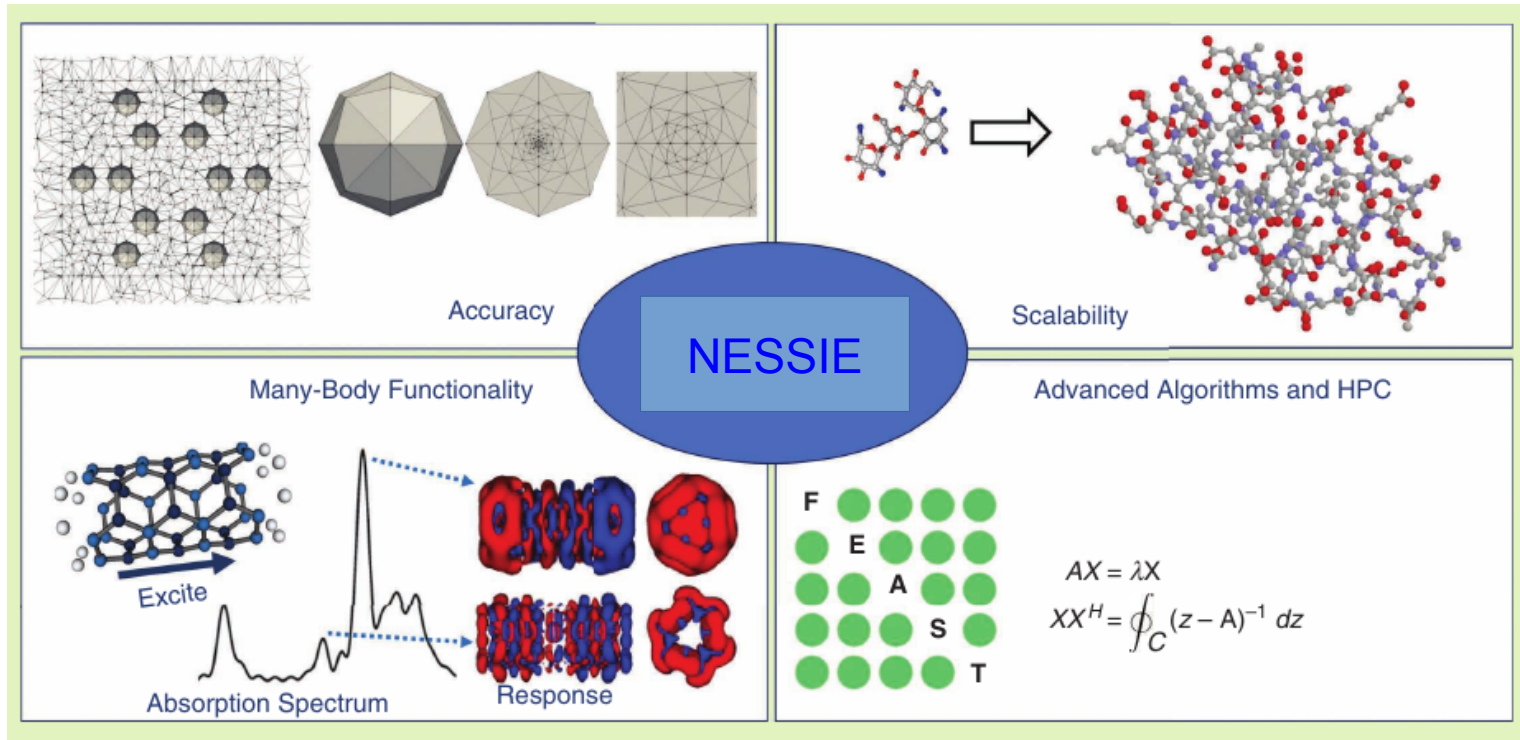 Accuracy
Scalability
NESSIE
Many-Body Functionality
Excite
Absorption Spectrum
Response
Advanced Algorithms and HPC
F
E
A
S
T
AX = λX
XX^H = ∮_C (z – A)^–1 dz